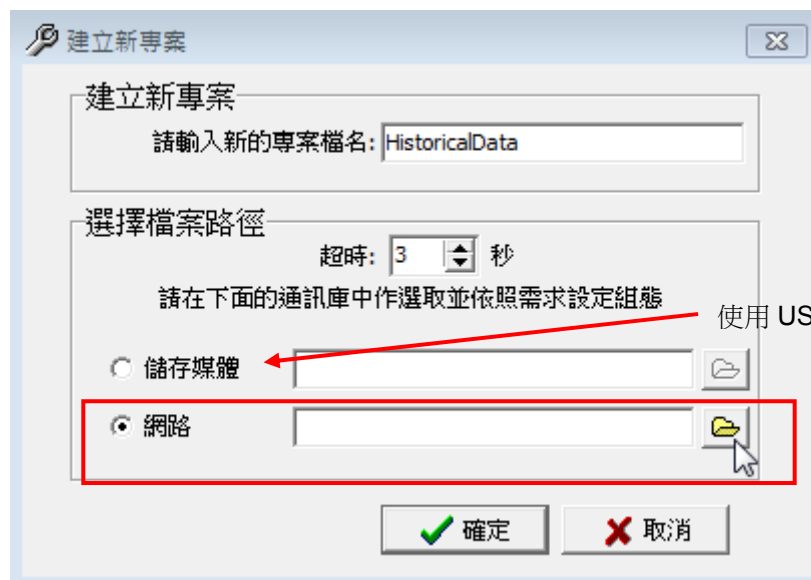 建立新專案
建立新專案
請輸入新的專案檔名: HistoricalData
選擇檔案路徑
超時: 3 秒
請在下面的通訊庫中作選取並依照需求設定組態
使用 US
儲存媒體
網路
確定 取消